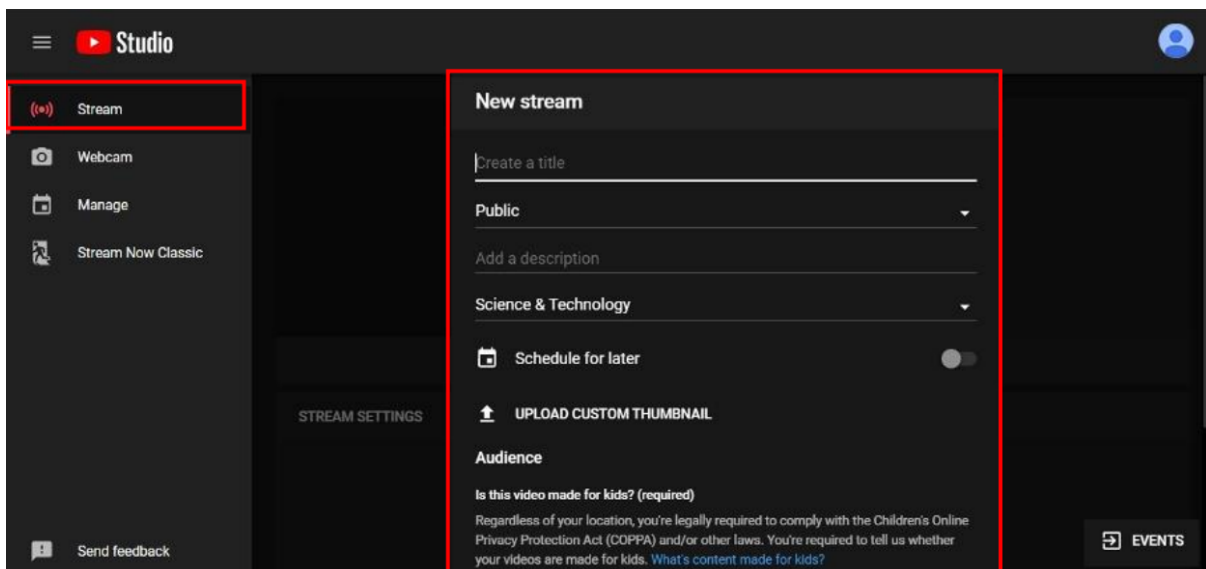 Studio
Stream
Webcam
Manage
Stream Now Classic
Send feedback
New stream
Create a title
Public
Add a description
Science & Technology
Schedule for later
STREAM SETTINGS
UPLOAD CUSTOM THUMBNAIL
Audience
Is this video made for kids? (required)
Regardless of your location, you're legally required to comply with the Children's Online
Privacy Protection Act (COPPA) and/or other laws. You're required to tell us whether
your videos are made for kids. What's content made for kids?
EVENTS